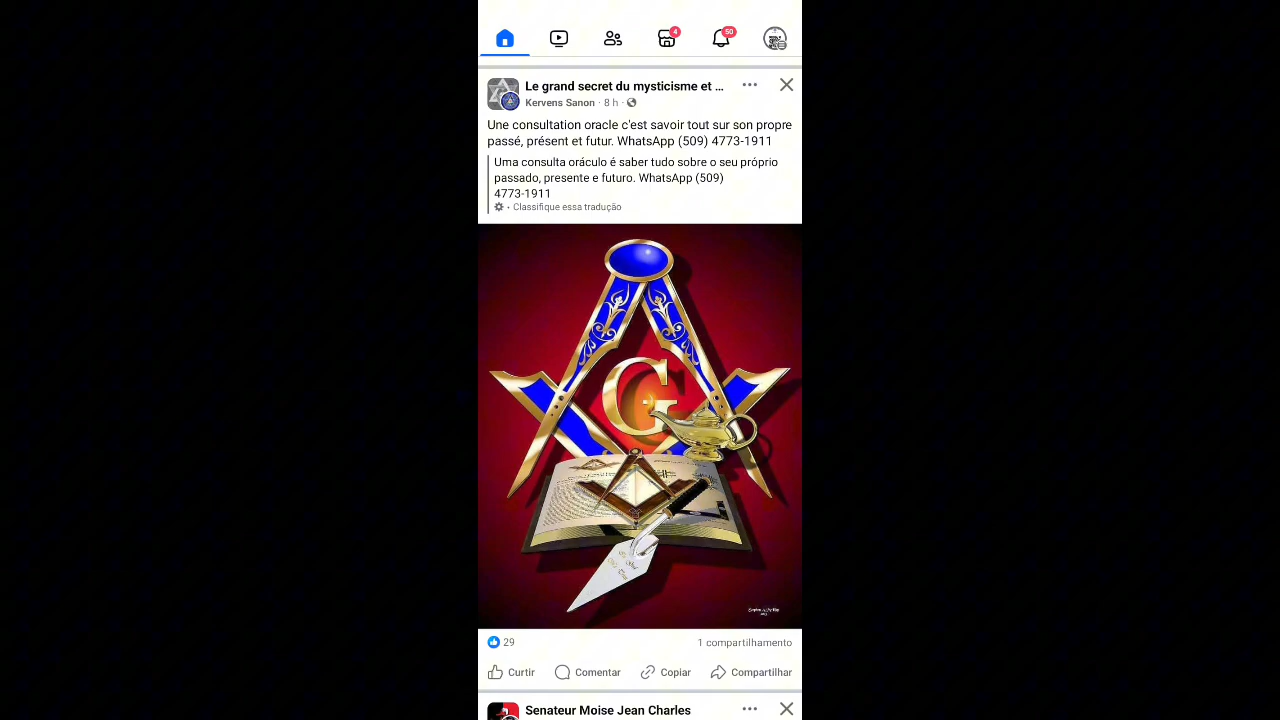 4
50
Le grand secret du mysticisme et ...
Kervens Sanon · 8 h ·
Une consultation oracle c'est savoir tout sur son propre
passé, présent et futur. WhatsApp (509) 4773-1911
Uma consulta oráculo é saber tudo sobre o seu próprio
passado, presente e futuro. WhatsApp (509)
4773-1911
· Classifique essa tradução
G
29
1 compartilhamento
Curtir
Comentar
Copiar
Compartilhar
Senateur Moise Jean Charles